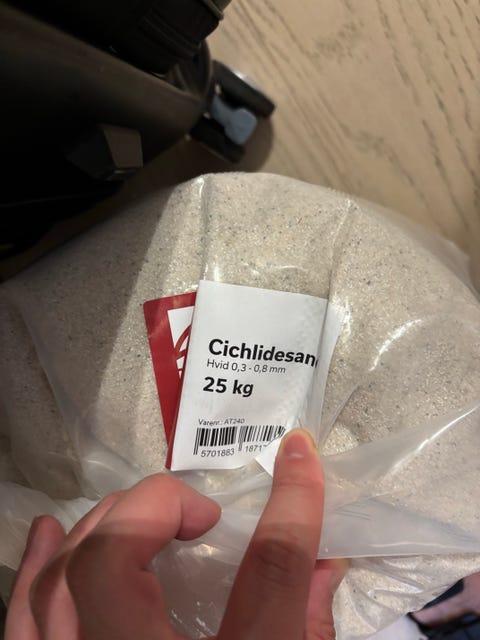 Cichlidesan
Hvid 0,3 - 0,8 mm
25 kg
Varenr.: AT240
5701883